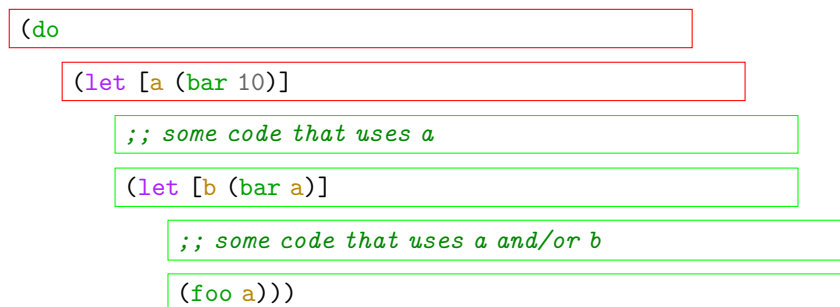 (do
(let [a (bar 10)]
;; some code that uses a
(let [b (bar a)]
;; some code that uses a and/or b
(foo a)))